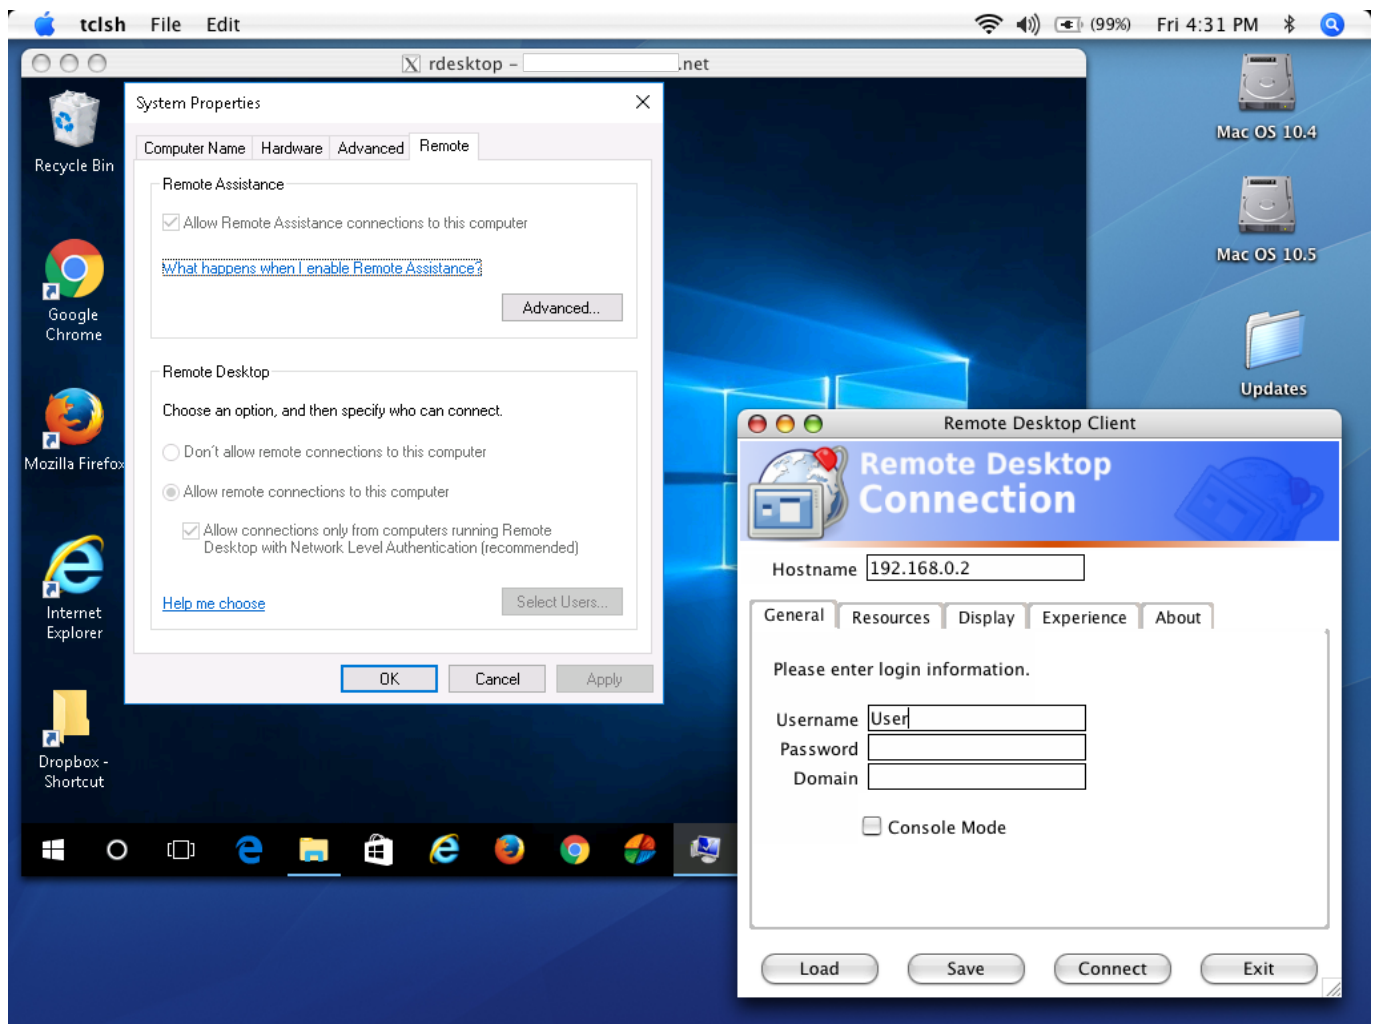 tclsh File Edit (99%) Fri 4:31 PM
X rdesktop – .net
Recycle Bin
Google
Chrome
Mozilla Firefox
Internet
Explorer
Dropbox -
Shortcut
System Properties
Computer Name Hardware Advanced Remote
Remote Assistance
Allow Remote Assistance connections to this computer
What happens when I enable Remote Assistance?
Advanced...
Remote Desktop
Choose an option, and then specify who can connect.
Don't allow remote connections to this computer
Allow remote connections to this computer
Allow connections only from computers running Remote
Desktop with Network Level Authentication (recommended)
Help me choose
Select Users...
OK Cancel Apply
Mac OS 10.4
Mac OS 10.5
Updates
Remote Desktop Client
Remote Desktop
Connection
Hostname 192.168.0.2
General Resources Display Experience About
Please enter login information.
Username User
Password
Domain
Console Mode
Load Save Connect Exit